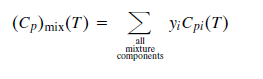 (Cp)mix(T) = ∑ yiCpi(T)
all
mixture
components